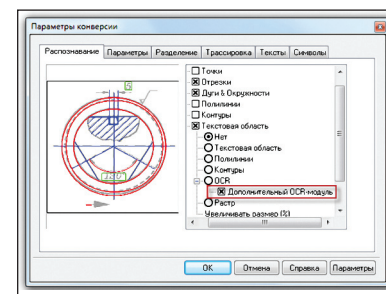 Параметры конверсии
Распознавание Параметры Разделение Трассировка Тексты Символы
Точки
Отрезки
Дуги & Окружности
Полилинии
Контуры
Текстовая область
Нет
Текстовая область
Полилинии
Контуры
OCR
Дополнительный OCR-модуль
Растр
Увеличивать размер (%)
OK Отмена Справка Параметры